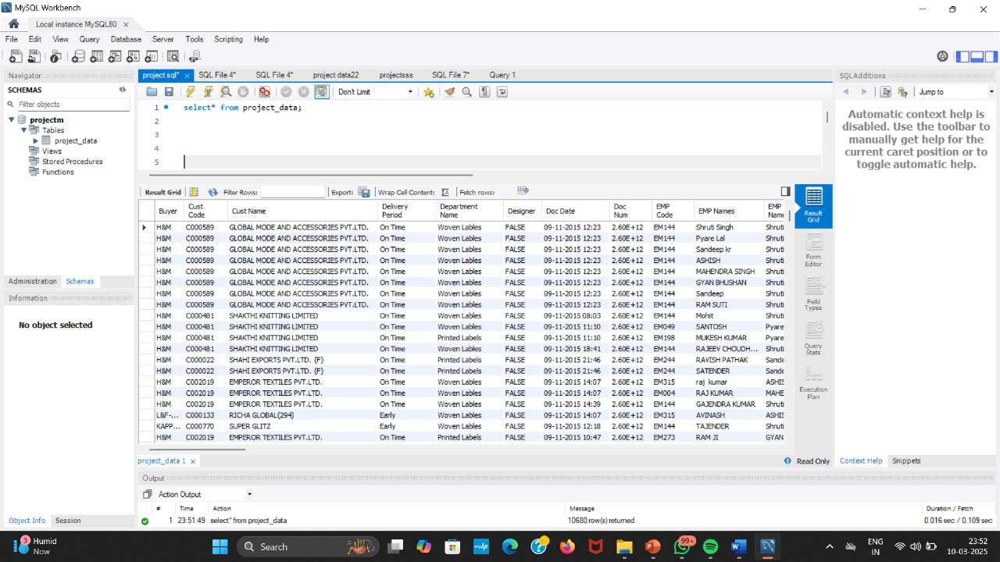 MySQL Workbench
Local instance MySQL80
File Edit View Query Database Server Tools Scripting Help
Navigator
SCHEMAS
Filter objects
projectm
Tables
project_data
Views
Stored Procedures
Functions
Administration Schemas
Information
No object selected
Object Info Session
project sql* SQL File 4* SQL File 4* project data22 projectsss SQL File 7* Query 1
Don't Limit
1 select* from project_data;
2
3
4
5
Result Grid Filter Rows: Export: Wrap Cell Content: Fetch rows:
Buyer Cust Code Cust Name Delivery Period Department Name Designer Doc Date Doc Num EMP Code EMP Names EMP Name
H&M C000589 GLOBAL MODE AND ACCESSORIES PVT.LTD. On Time Woven Lables FALSE 09-11-2015 12:23 2.60E+12 EM144 Shruti Singh Shruti
H&M C000589 GLOBAL MODE AND ACCESSORIES PVT.LTD. On Time Woven Lables FALSE 09-11-2015 12:23 2.60E+12 EM144 Pyare Lal Shruti
H&M C000589 GLOBAL MODE AND ACCESSORIES PVT.LTD. On Time Woven Lables FALSE 09-11-2015 12:23 2.60E+12 EM144 Sandeep kr Shruti
H&M C000589 GLOBAL MODE AND ACCESSORIES PVT.LTD. On Time Woven Lables FALSE 09-11-2015 12:23 2.60E+12 EM144 ASHISH Shruti
H&M C000589 GLOBAL MODE AND ACCESSORIES PVT.LTD. On Time Woven Lables FALSE 09-11-2015 12:23 2.60E+12 EM144 MAHENDRA SINGH Shruti
H&M C000589 GLOBAL MODE AND ACCESSORIES PVT.LTD. On Time Woven Lables FALSE 09-11-2015 12:23 2.60E+12 EM144 GYAN BHUSHAN Shruti
H&M C000589 GLOBAL MODE AND ACCESSORIES PVT.LTD. On Time Woven Lables FALSE 09-11-2015 12:23 2.60E+12 EM144 Sandeep Shruti
H&M C000589 GLOBAL MODE AND ACCESSORIES PVT.LTD. On Time Woven Lables FALSE 09-11-2015 12:23 2.60E+12 EM144 RAM SUTI Shruti
H&M C000481 SHAKTHI KNITTING LIMITED On Time Woven Lables FALSE 09-11-2015 08:03 2.60E+12 EM144 Mohit Shruti
H&M C000481 SHAKTHI KNITTING LIMITED On Time Woven Lables FALSE 09-11-2015 11:10 2.60E+12 EM049 SANTOSH Pyare
H&M C000481 SHAKTHI KNITTING LIMITED On Time Printed Labels FALSE 09-11-2015 11:10 2.60E+12 EM198 MUKESH KUMAR Pyare
H&M C000481 SHAKTHI KNITTING LIMITED On Time Woven Lables FALSE 09-11-2015 18:41 2.60E+12 EM144 RAJEEV CHOUDH... Shruti
H&M C000022 SHAHI EXPORTS PVT.LTD. {F} On Time Printed Labels FALSE 09-11-2015 21:46 2.60E+12 EM244 RAVISH PATHAK Sande
H&M C000022 SHAHI EXPORTS PVT.LTD. {F} On Time Printed Labels FALSE 09-11-2015 21:46 2.60E+12 EM244 SATENDER Sande
H&M C002019 EMPEROR TEXTILES PVT.LTD. On Time Woven Lables FALSE 09-11-2015 14:07 2.60E+12 EM315 raj kumar ASHIS
H&M C002019 EMPEROR TEXTILES PVT.LTD. On Time Woven Lables FALSE 09-11-2015 14:07 2.60E+12 EM004 RAJ KUMAR MAHE
H&M C002019 EMPEROR TEXTILES PVT.LTD. On Time Woven Lables FALSE 09-11-2015 14:39 2.60E+12 EM144 GAJENDRA KUMAR Shruti
L&F-... C000133 RICHA GLOBAL(294) Early Woven Lables FALSE 09-11-2015 14:07 2.60E+12 EM315 AVINASH ASHIS
KAPP... C000770 SUPER GLITZ Early Woven Lables FALSE 09-11-2015 12:18 2.60E+12 EM144 TAJENDER Shruti
H&M C002019 EMPEROR TEXTILES PVT.LTD. On Time Printed Labels FALSE 09-11-2015 10:47 2.60E+12 EM273 RAM JI GYAN
Result Grid
Form Editor
Field Types
Query Stats
Execution Plan
project_data 1
Read Only
Output
Action Output
# Time Action Message Duration / Fetch
1 23:51:49 select* from project_data 10680 row(s) returned 0.016 sec / 0.109 sec
SQLAdditions
Jump to
Automatic context help is
disabled. Use the toolbar to
manually get help for the
current caret position or to
toggle automatic help.
Context Help Snippets
3 Humid
Now
Search
myhp
99+
ENG
IN
23:52
10-03-2025